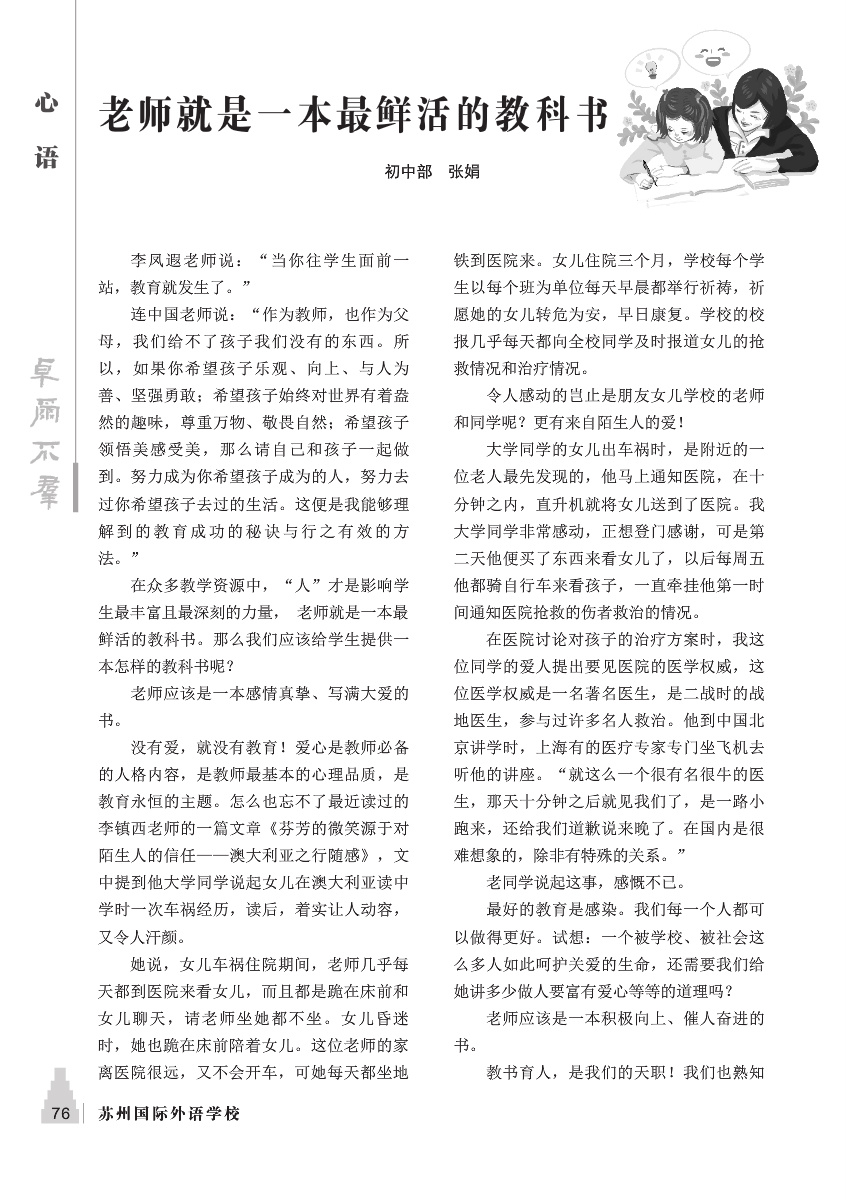 心
语
老师就是一本最鲜活的教科书
初中部 张娟
卓尔不群
李凤遐老师说：“当你往学生面前一
站，教育就发生了。”
连中国老师说：“作为教师，也作为父
母，我们给不了孩子我们没有的东西。所
以，如果你希望孩子乐观、向上、与人为
善、坚强勇敢；希望孩子始终对世界有着盎
然的趣味，尊重万物、敬畏自然；希望孩子
领悟美感受美，那么请自己和孩子一起做
到。努力成为你希望孩子成为的人，努力去
过你希望孩子去过的生活。这便是我能够理
解到的教育成功的秘诀与行之有效的方
法。”
在众多教学资源中，“人”才是影响学
生最丰富且最深刻的力量， 老师就是一本最
鲜活的教科书。那么我们应该给学生提供一
本怎样的教科书呢？
老师应该是一本感情真挚、写满大爱的
书。
没有爱，就没有教育！爱心是教师必备
的人格内容，是教师最基本的心理品质，是
教育永恒的主题。怎么也忘不了最近读过的
李镇西老师的一篇文章《芬芳的微笑源于对
陌生人的信任——澳大利亚之行随感》，文
中提到他大学同学说起女儿在澳大利亚读中
学时一次车祸经历，读后，着实让人动容，
又令人汗颜。
她说，女儿车祸住院期间，老师几乎每
天都到医院来看女儿，而且都是跪在床前和
女儿聊天，请老师坐她都不坐。女儿昏迷
时，她也跪在床前陪着女儿。这位老师的家
离医院很远，又不会开车，可她每天都坐地
铁到医院来。女儿住院三个月，学校每个学
生以每个班为单位每天早晨都举行祈祷，祈
愿她的女儿转危为安，早日康复。学校的校
报几乎每天都向全校同学及时报道女儿的抢
救情况和治疗情况。
令人感动的岂止是朋友女儿学校的老师
和同学呢？更有来自陌生人的爱！
大学同学的女儿出车祸时，是附近的一
位老人最先发现的，他马上通知医院，在十
分钟之内，直升机就将女儿送到了医院。我
大学同学非常感动，正想登门感谢，可是第
二天他便买了东西来看女儿了，以后每周五
他都骑自行车来看孩子，一直牵挂他第一时
间通知医院抢救的伤者救治的情况。
在医院讨论对孩子的治疗方案时，我这
位同学的爱人提出要见医院的医学权威，这
位医学权威是一名著名医生，是二战时的战
地医生，参与过许多名人救治。他到中国北
京讲学时，上海有的医疗专家专门坐飞机去
听他的讲座。“就这么一个很有名很牛的医
生，那天十分钟之后就见我们了，是一路小
跑来，还给我们道歉说来晚了。在国内是很
难想象的，除非有特殊的关系。”
老同学说起这事，感慨不已。
最好的教育是感染。我们每一个人都可
以做得更好。试想：一个被学校、被社会这
么多人如此呵护关爱的生命，还需要我们给
她讲多少做人要富有爱心等等的道理吗？
老师应该是一本积极向上、催人奋进的
书。
教书育人，是我们的天职！我们也熟知
76 苏州国际外语学校